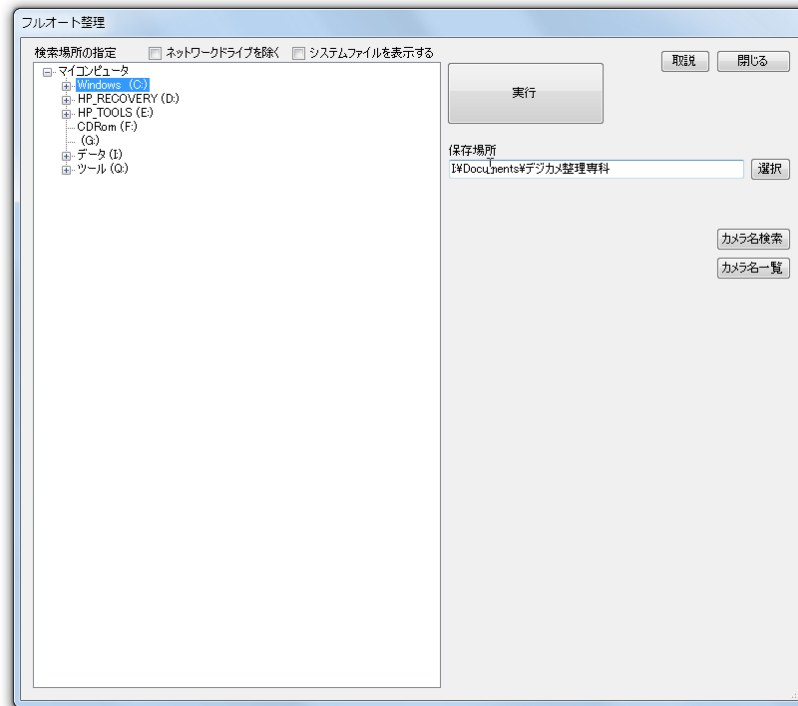 フルオート整理
検索場所の指定 ネットワークドライブを除く システムファイルを表示する
取説 閉じる
マイコンピュータ
Windows (C:)
HP_RECOVERY (D:)
HP_TOOLS (E:)
CDRom (F:)
(G:)
データ (I:)
ツール (Q:)
実行
保存場所
I¥Documents¥デジカメ整理専科
選択
カメラ名検索
カメラ名一覧